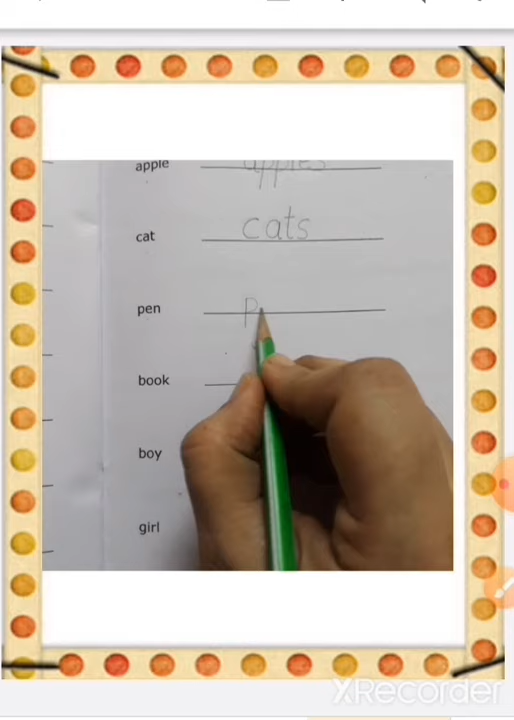 apple apples
cat cats
pen p
book
boy
girl
XRecorder